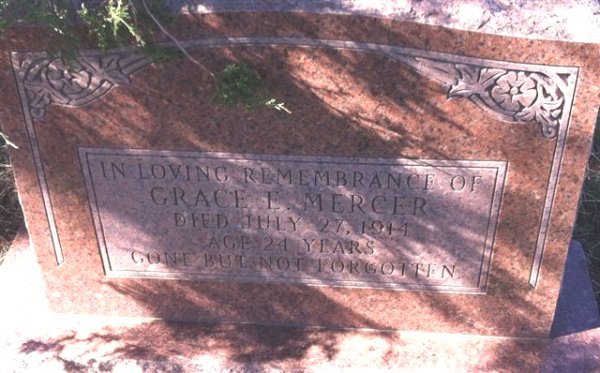 IN LOVING REMEMBRANCE OF
GRACE E. MERCER
DIED JULY 27, 1914
AGE 24 YEARS
GONE BUT NOT FORGOTTEN